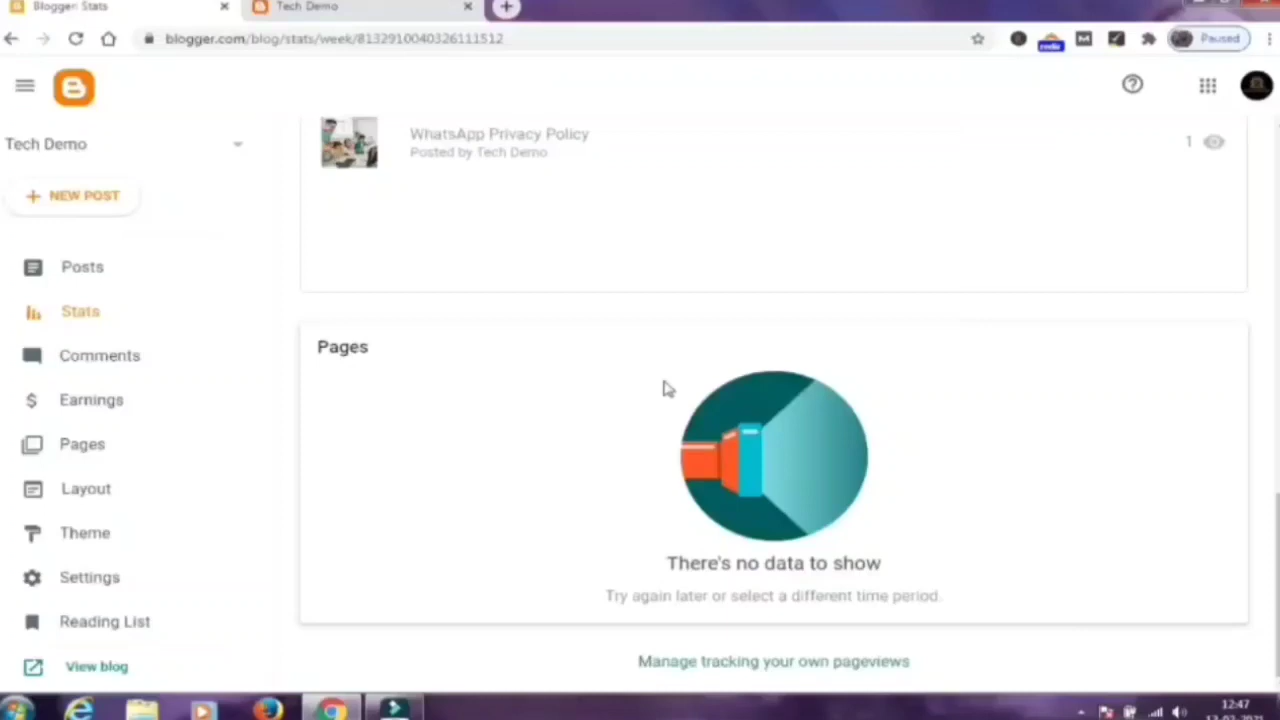 Blogger: Stats
Tech Demo
blogger.com/blog/stats/week/8132910040326111512
Paused
Tech Demo
NEW POST
Posts
Stats
Comments
Earnings
Pages
Layout
Theme
Settings
Reading List
View blog
WhatsApp Privacy Policy
Posted by Tech Demo
1
Pages
There's no data to show
Try again later or select a different time period.
Manage tracking your own pageviews
12:47